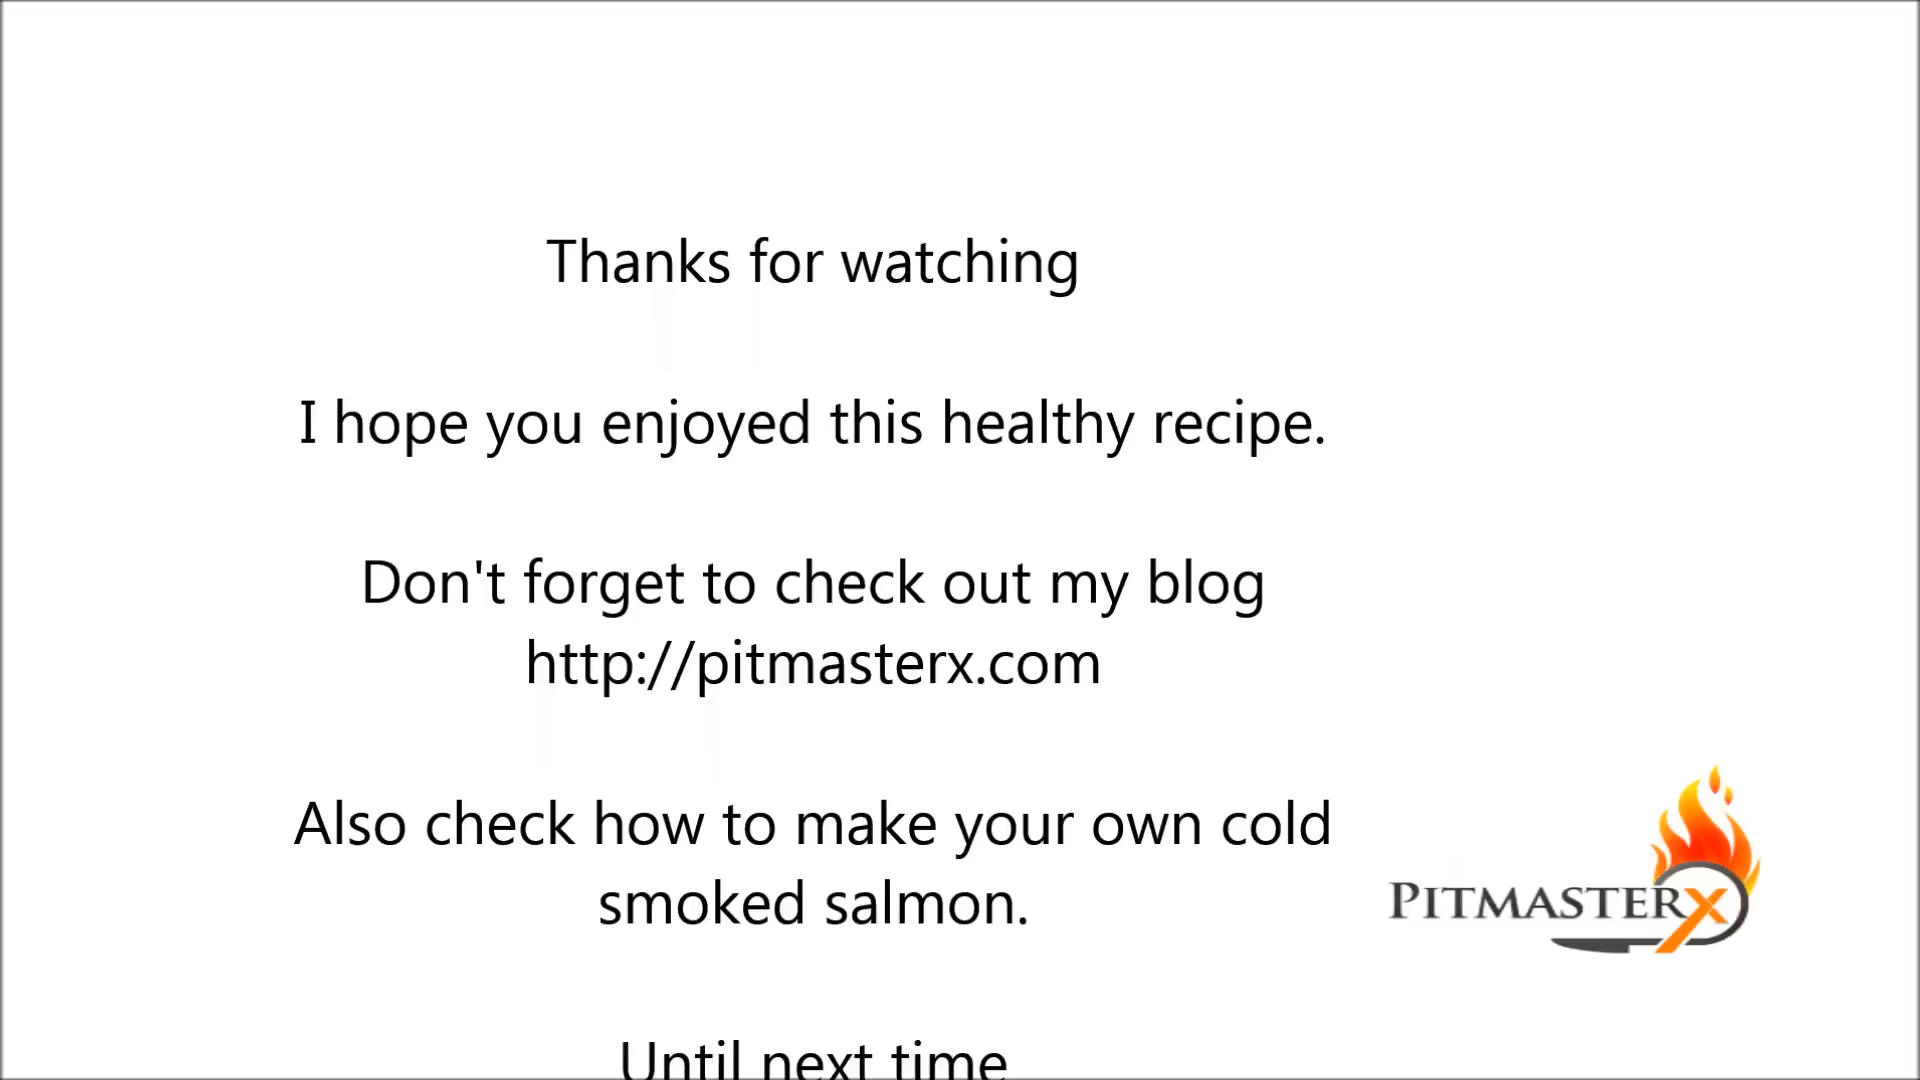 Thanks for watching
I hope you enjoyed this healthy recipe.
Don't forget to check out my blog
http://pitmasterx.com
Also check how to make your own cold
smoked salmon.
PITMASTERX
Until next time